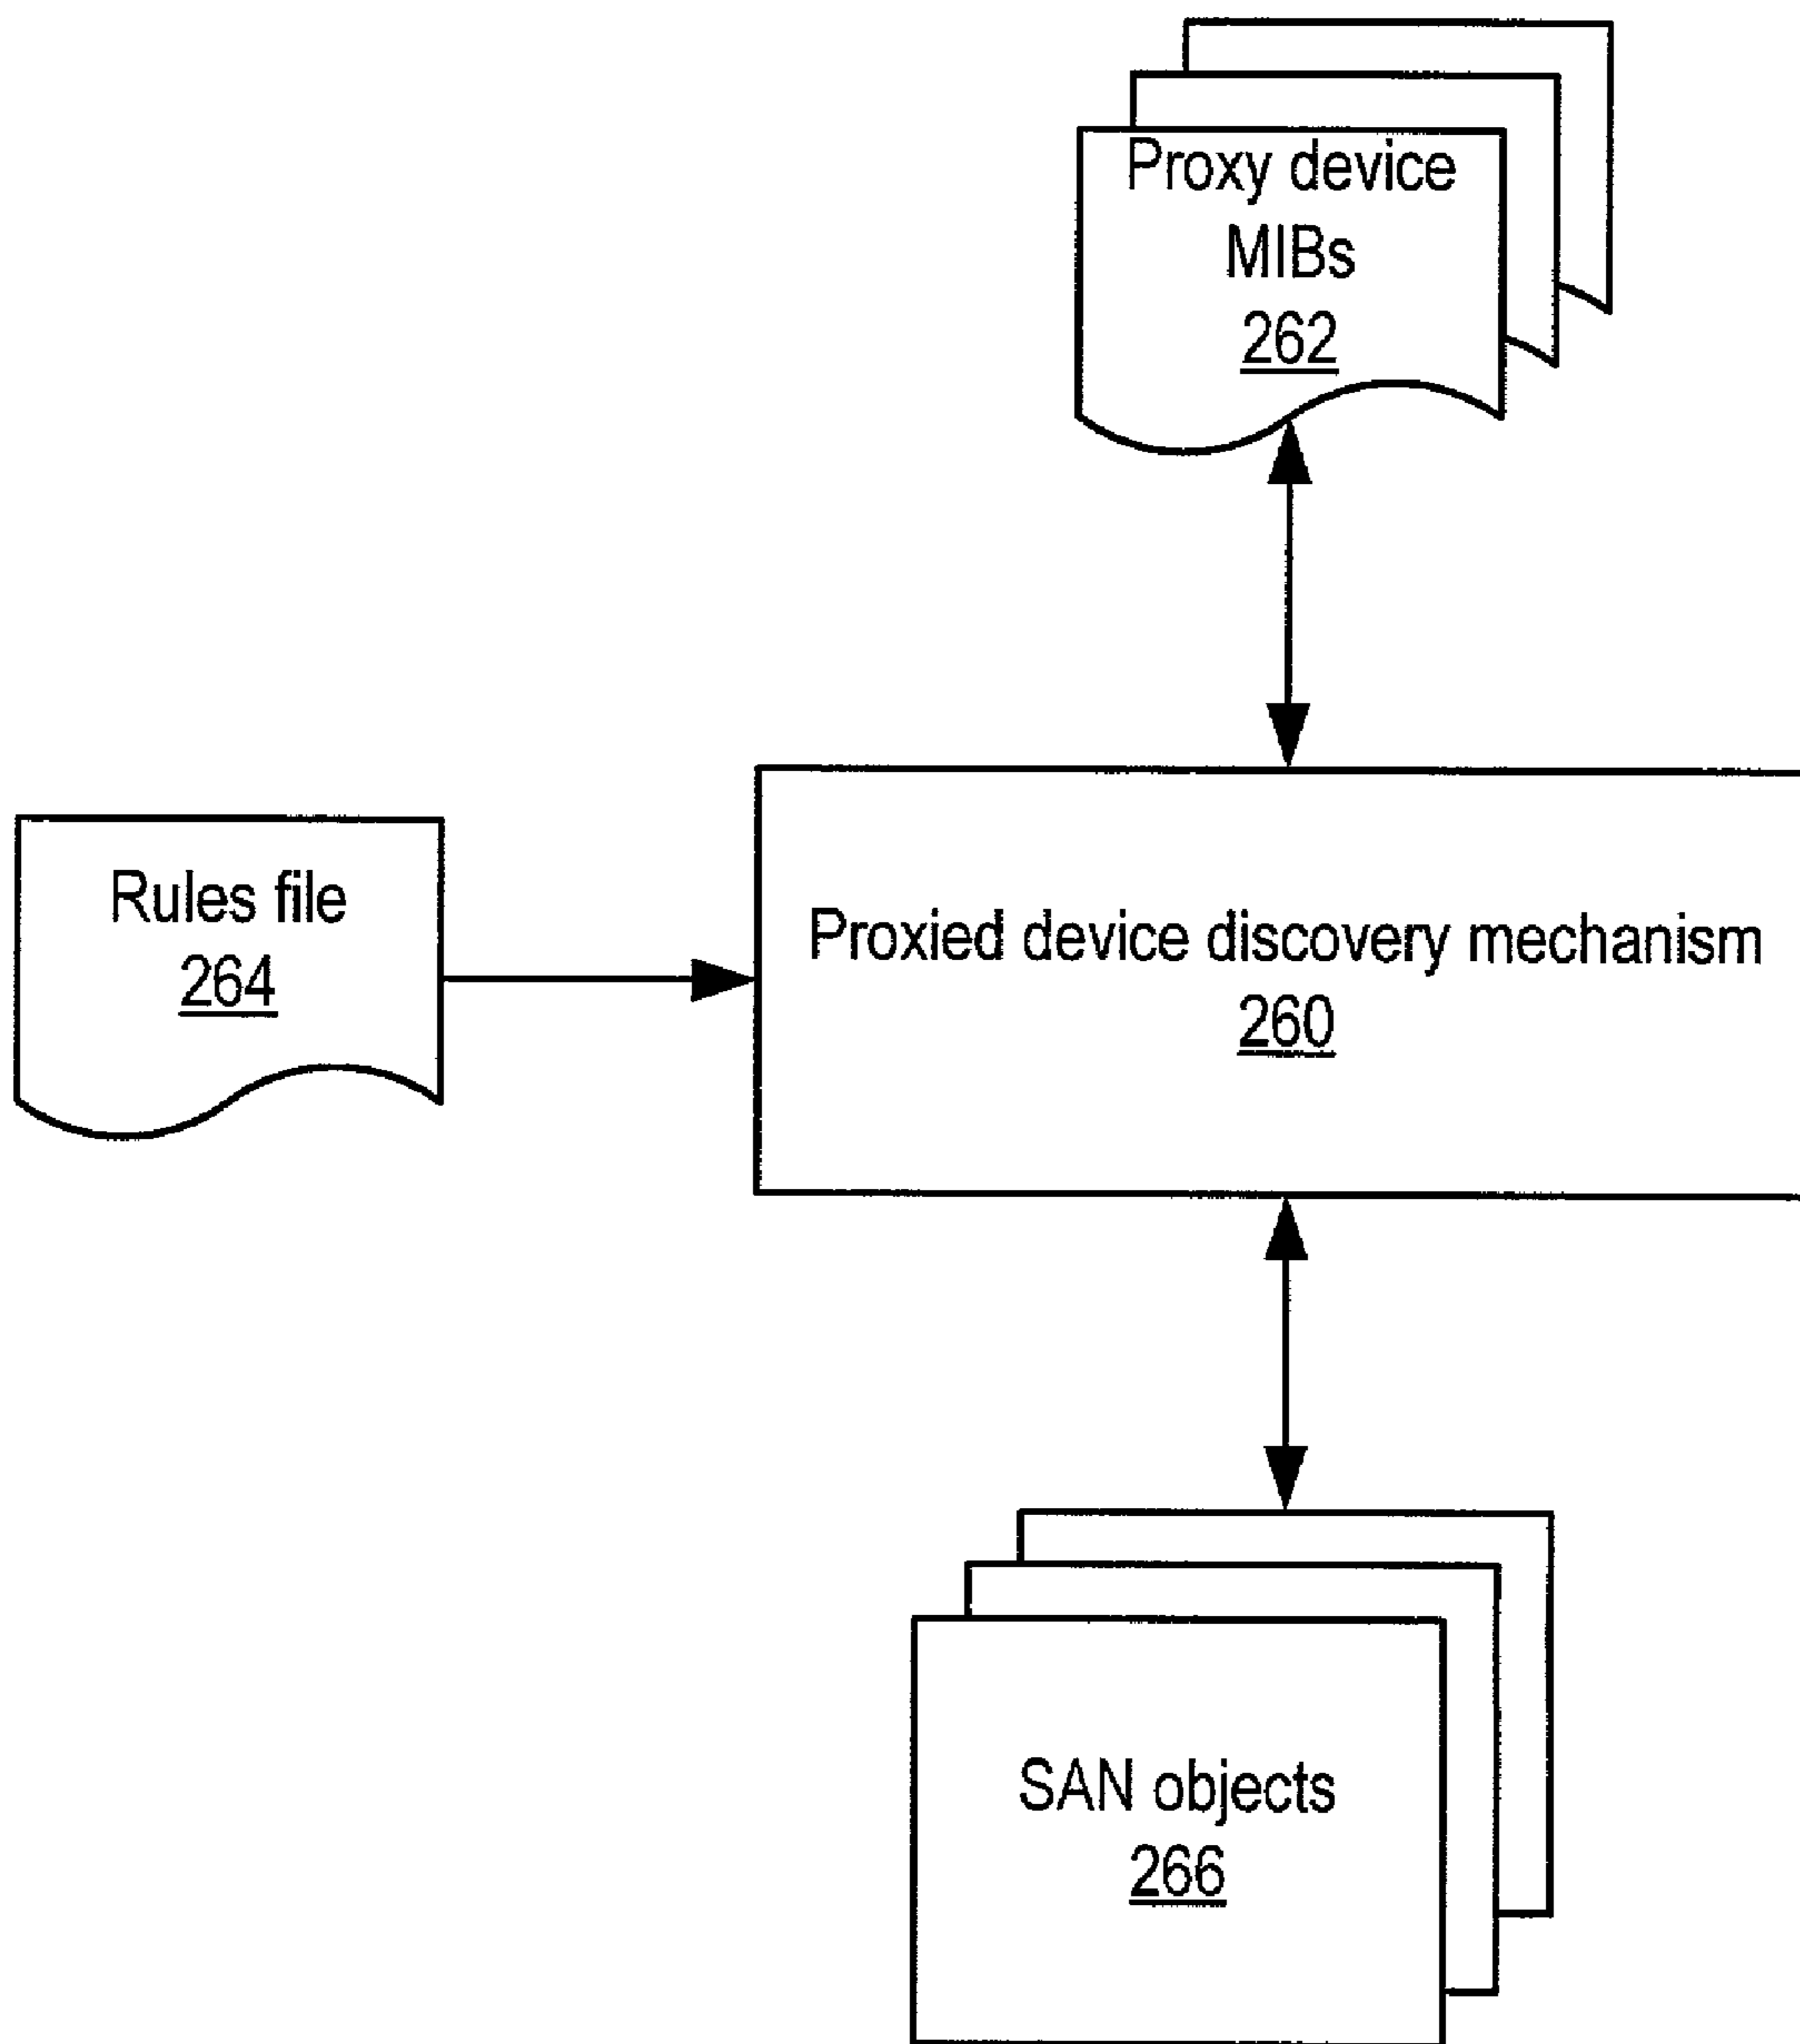 Proxy device
MIBs
262
Rules file
264
Proxied device discovery mechanism
260
SAN objects
266